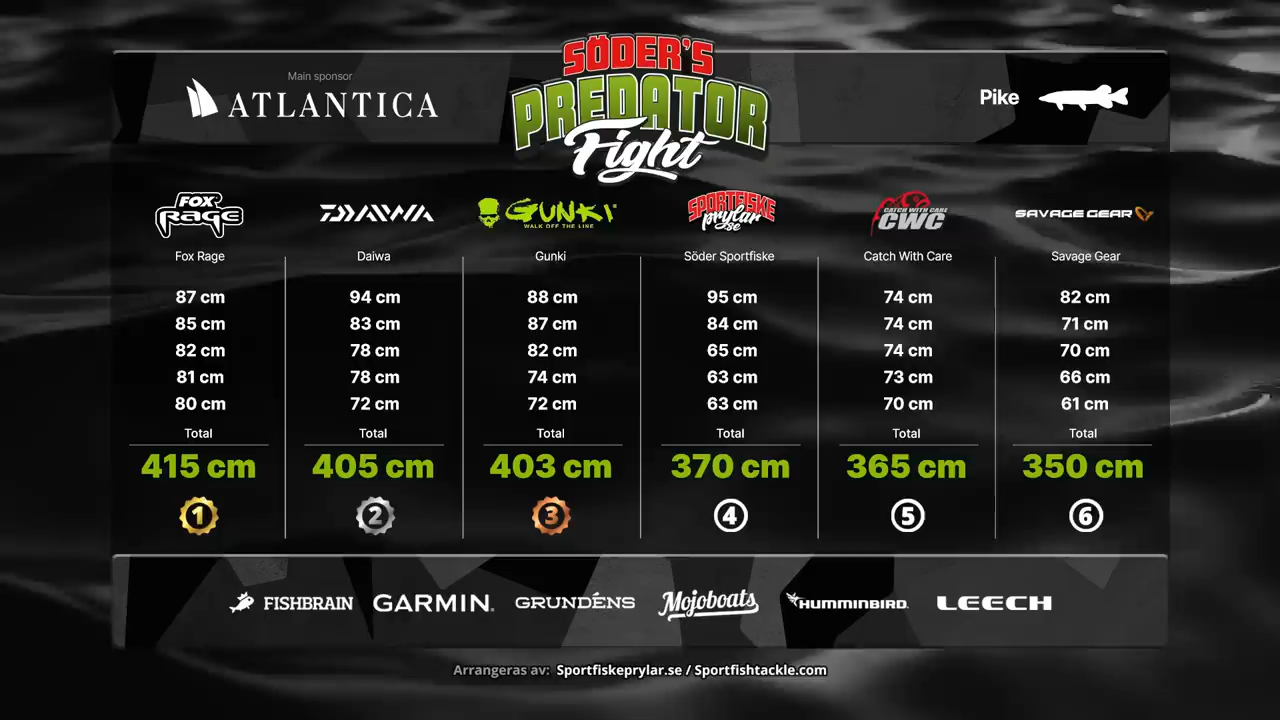 Main sponsor
ATLANTICA
SÖDER'S
PREDATOR
Fight
Pike
FOX
RAGE
DAIWA
GUNKI
WALK OFF THE LINE
SPORTFISKE
prylar
.se
CATCH WITH CARE
CWC
SAVAGE GEAR
Fox Rage Daiwa Gunki Söder Sportfiske Catch With Care Savage Gear
87 cm 94 cm 88 cm 95 cm 74 cm 82 cm
85 cm 83 cm 87 cm 84 cm 74 cm 71 cm
82 cm 78 cm 82 cm 65 cm 74 cm 70 cm
81 cm 78 cm 74 cm 63 cm 73 cm 66 cm
80 cm 72 cm 72 cm 63 cm 70 cm 61 cm
Total Total Total Total Total Total
415 cm 405 cm 403 cm 370 cm 365 cm 350 cm
1 2 3 4 5 6
FISHBRAIN GARMIN. GRUNDÉNS Mojoboats HUMMINBIRD. LEECH
Arrangeras av: Sportfiskeprylar.se / Sportfishtackle.com